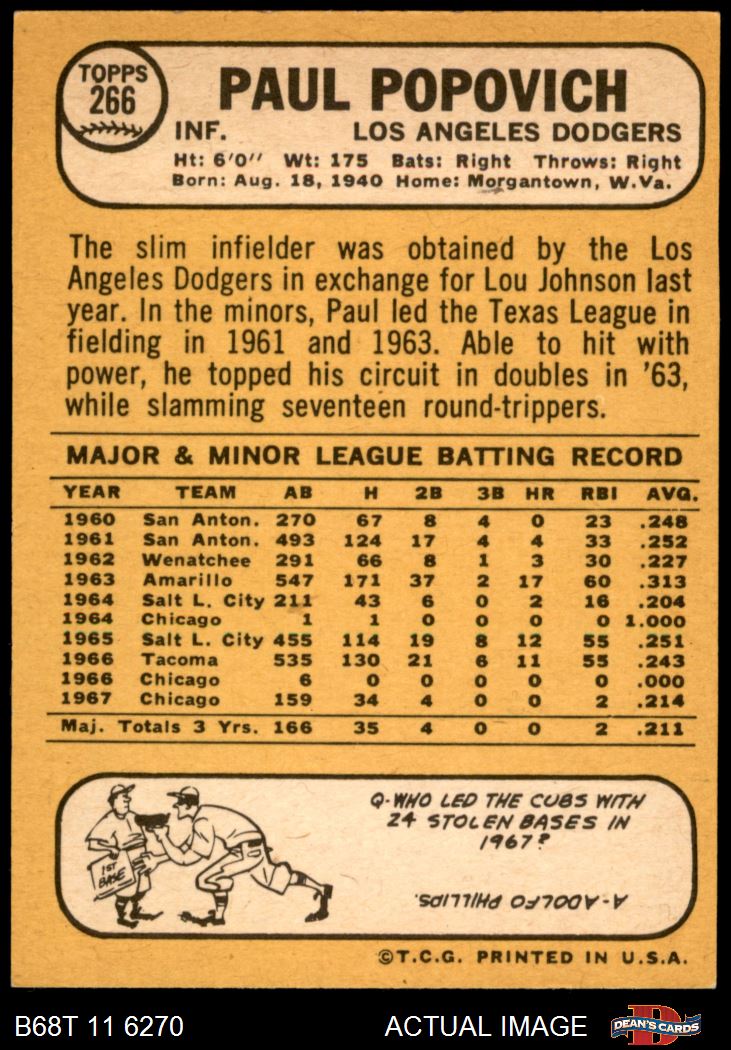 TOPPS
266
PAUL POPOVICH
INF. LOS ANGELES DODGERS
Ht: 6'0" Wt: 175 Bats: Right Throws: Right
Born: Aug. 18, 1940 Home: Morgantown, W.Va.
The slim infielder was obtained by the Los
Angeles Dodgers in exchange for Lou Johnson last
year. In the minors, Paul led the Texas League in
fielding in 1961 and 1963. Able to hit with
power, he topped his circuit in doubles in '63,
while slamming seventeen round-trippers.
MAJOR & MINOR LEAGUE BATTING RECORD
YEAR TEAM AB H 2B 3B HR RBI AVG.
1960 San Anton. 270 67 8 4 0 23 .248
1961 San Anton. 493 124 17 4 4 33 .252
1962 Wenatchee 291 66 8 1 3 30 .227
1963 Amarillo 547 171 37 2 17 60 .313
1964 Salt L. City 211 43 6 0 2 16 .204
1964 Chicago 1 1 0 0 0 0 1.000
1965 Salt L. City 455 114 19 8 12 55 .251
1966 Tacoma 535 130 21 6 11 55 .243
1966 Chicago 6 0 0 0 0 0 .000
1967 Chicago 159 34 4 0 0 2 .214
Maj. Totals 3 Yrs. 166 35 4 0 0 2 .211
1ST
BASE
Q-WHO LED THE CUBS WITH
24 STOLEN BASES IN
1967?
A-ADOLFO PHILLIPS.
©T.C.G. PRINTED IN U.S.A.
B68T 11 6270 ACTUAL IMAGE
D
DEAN'S CARDS